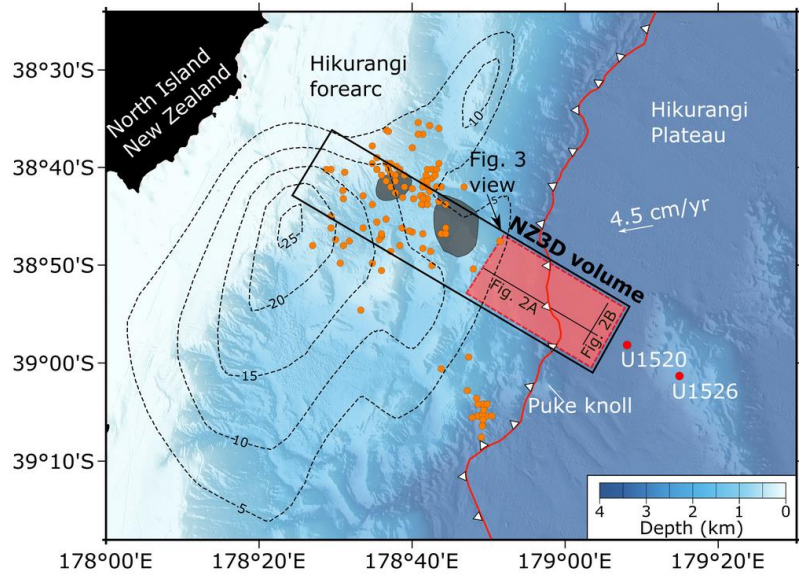 38°30'S
38°40'S
38°50'S
39°00'S
39°10'S
North Island
New Zealand
Hikurangi
forearc
Hikurangi
Plateau
Fig. 3
view
NZ3D volume
4.5 cm/yr
Fig. 2A
Fig. 2B
U1520
U1526
Puke knoll
-10
-5
-25
-20
-15
-10
-5
4 3 2 1 0
Depth (km)
178°00'E 178°20'E 178°40'E 179°00'E 179°20'E